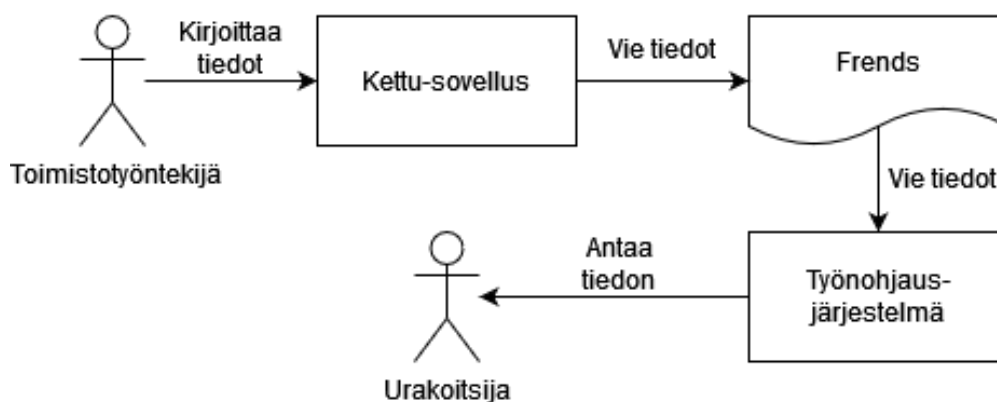 Kirjoittaa
tiedot
Kettu-sovellus
Vie tiedot
Frends
Toimistotyöntekijä
Vie tiedot
Antaa
tiedon
Työnohjaus-
järjestelmä
Urakoitsija